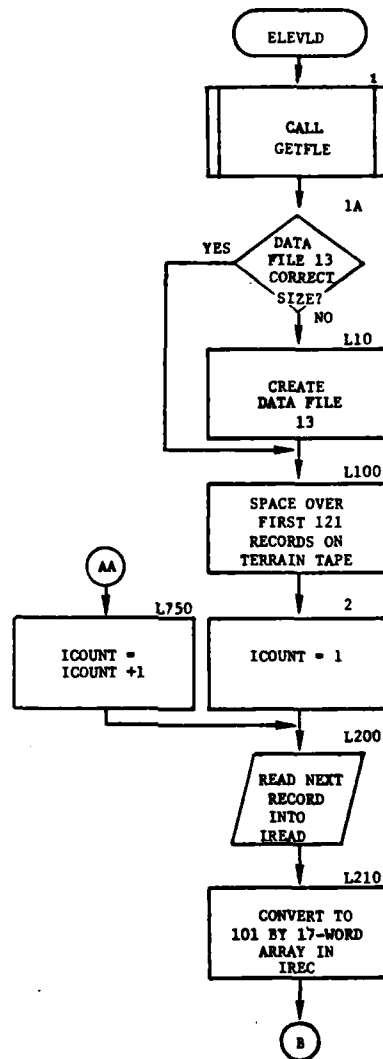 ELEVLD
1
CALL
GETFLE
1A
YES
DATA
FILE 13
CORRECT
SIZE?
NO
L10
CREATE
DATA FILE
13
L100
SPACE OVER
FIRST 121
RECORDS ON
TERRAIN TAPE
AA
L750
2
ICOUNT =
ICOUNT +1
ICOUNT = 1
L200
READ NEXT
RECORD
INTO
IREAD
L210
CONVERT TO
101 BY 17-WORD
ARRAY IN
IREC
B